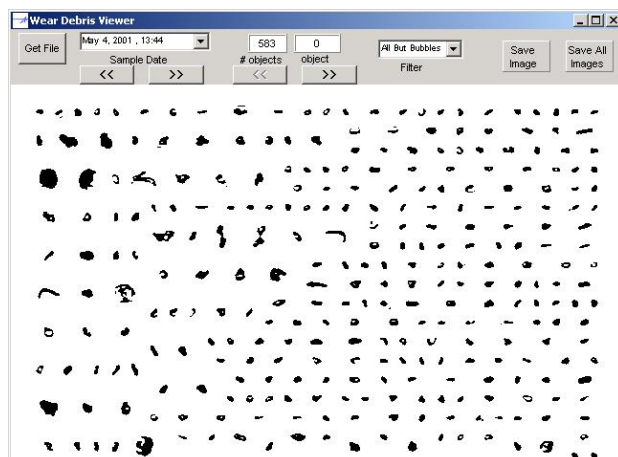 Wear Debris Viewer
Get File
May 4, 2001 , 13:44
Sample Date
<< >>
583 0
# objects object
<< >>
All But Bubbles
Filter
Save Image
Save All Images